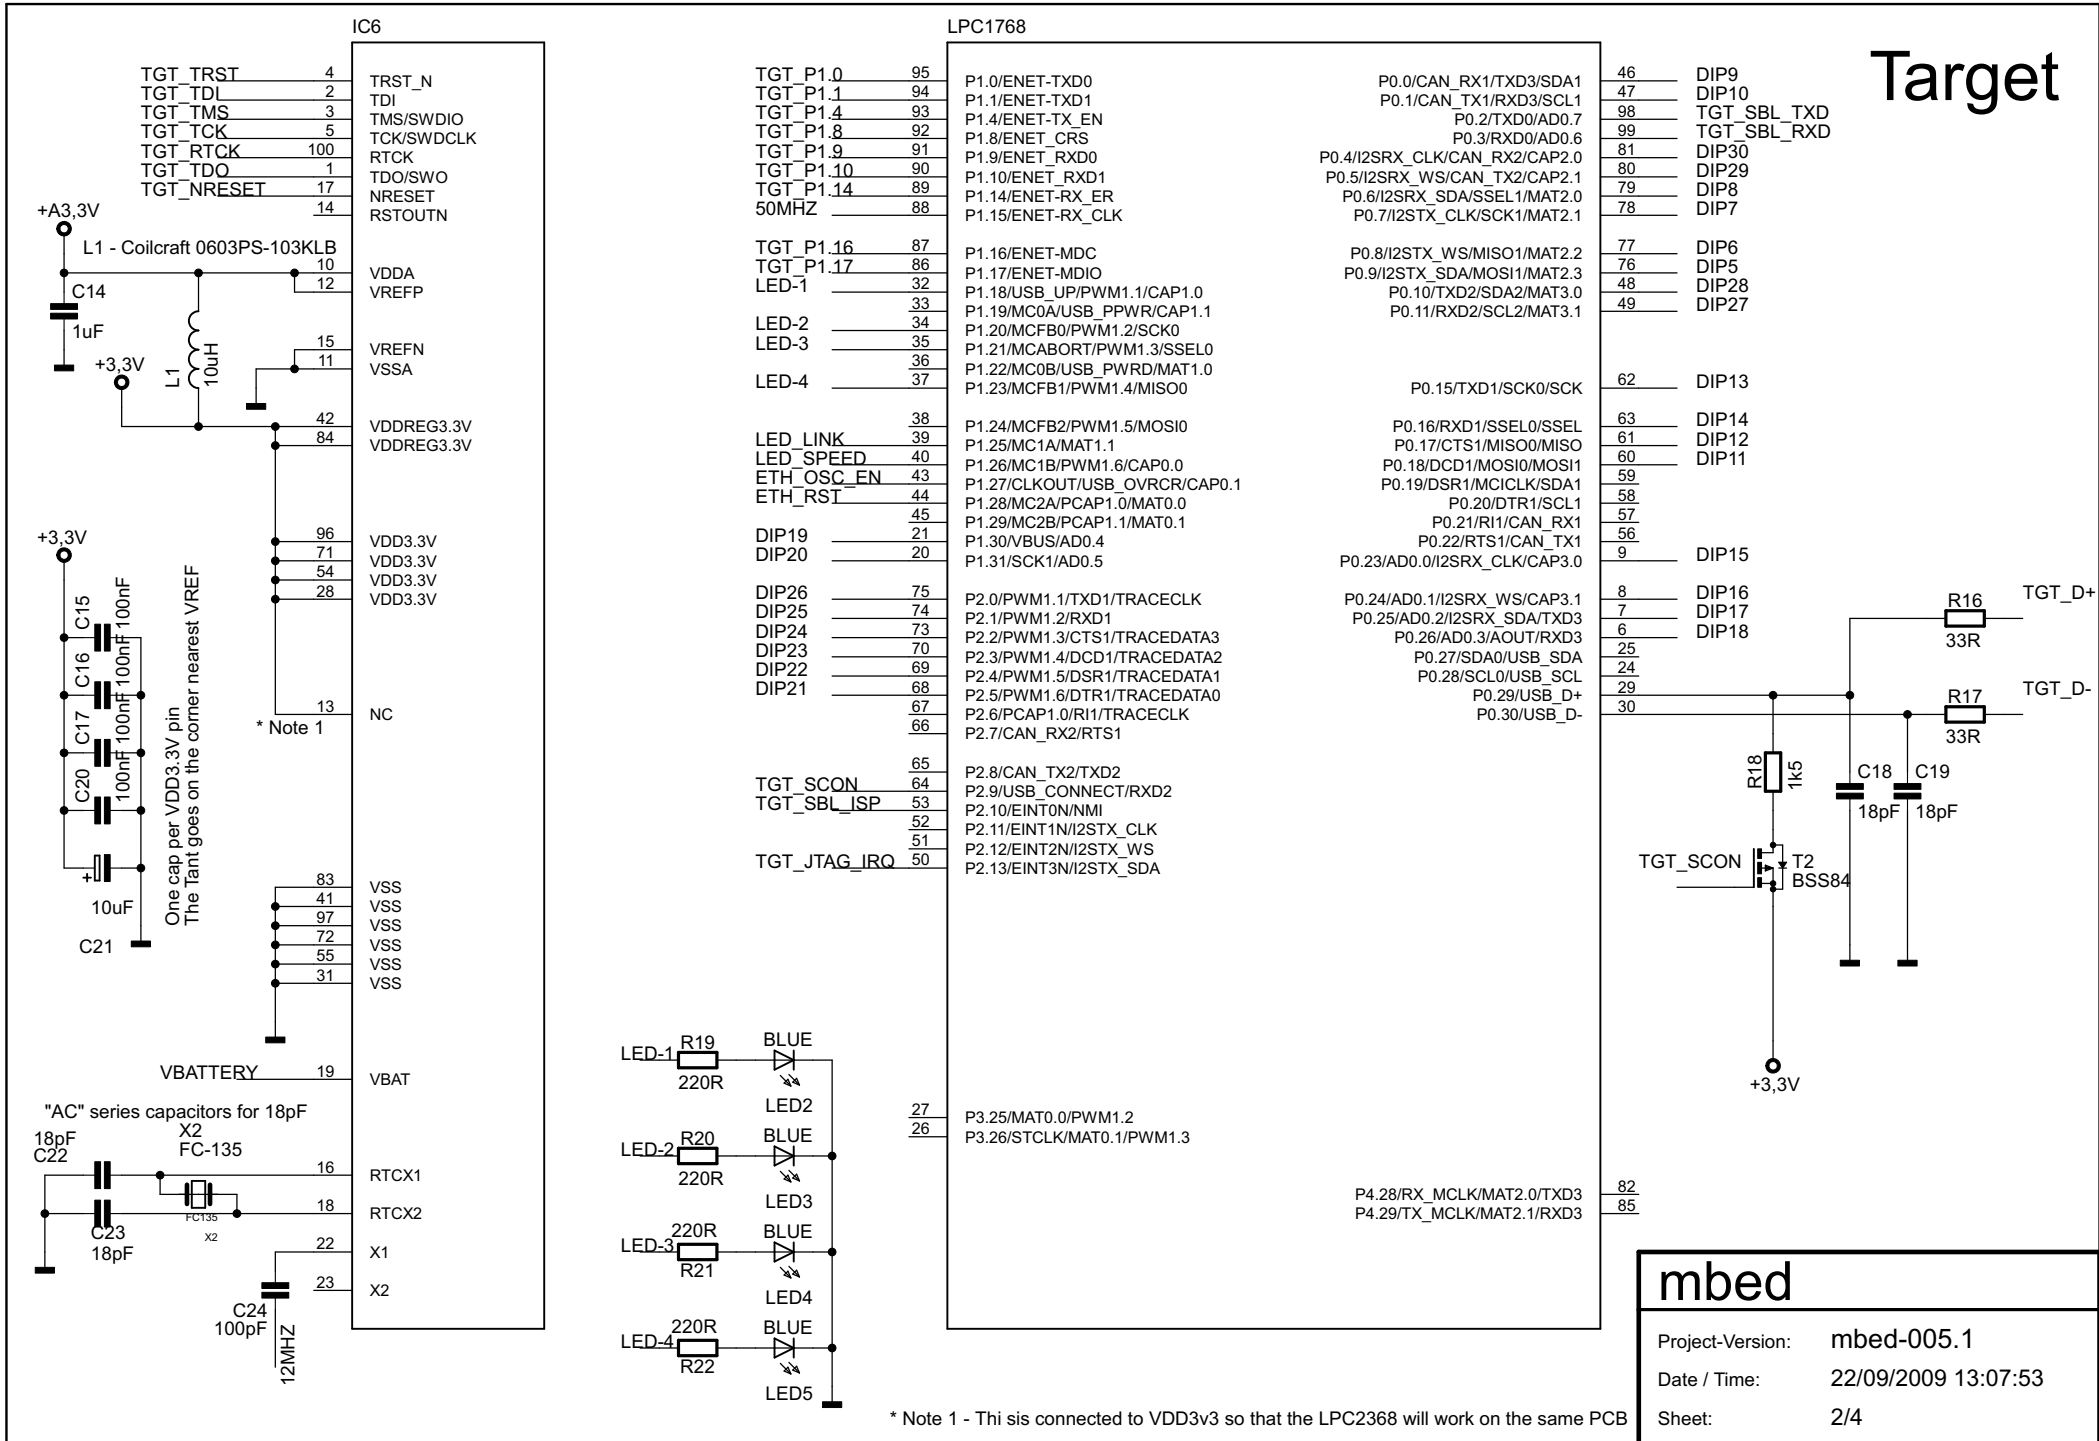 Target
IC6
TGT_TRST 4 TRST_N
TGT_TDI 2 TDI
TGT_TMS 3 TMS/SWDIO
TGT_TCK 5 TCK/SWDCLK
TGT_RTCK 100 RTCK
TGT_TDO 1 TDO/SWO
TGT_NRESET 17 NRESET
14 RSTOUTN
+A3,3V
L1 - Coilcraft 0603PS-103KLB
10 VDDA
12 VREFP
C14
1uF
L1
10uH
15 VREFN
11 VSSA
+3,3V
42 VDDREG3.3V
84 VDDREG3.3V
96 VDD3.3V
71 VDD3.3V
54 VDD3.3V
28 VDD3.3V
+3,3V
C15 100nF
C16 100nF
C17 100nF
C20 100nF
+
10uF
C21
One cap per VDD3.3V pin
The Tant goes on the corner nearest VREF
13 NC
* Note 1
83 VSS
41 VSS
97 VSS
72 VSS
55 VSS
31 VSS
VBATTERY 19 VBAT
"AC" series capacitors for 18pF
X2
FC-135
18pF
C22
16 RTCX1
18 RTCX2
FC135
X2
C23
18pF
22 X1
23 X2
C24
100pF
12MHZ
LPC1768
TGT_P1.0 95 P1.0/ENET-TXD0
TGT_P1.1 94 P1.1/ENET-TXD1
TGT_P1.4 93 P1.4/ENET-TX_EN
TGT_P1.8 92 P1.8/ENET_CRS
TGT_P1.9 91 P1.9/ENET_RXD0
TGT_P1.10 90 P1.10/ENET_RXD1
TGT_P1.14 89 P1.14/ENET-RX_ER
50MHZ 88 P1.15/ENET-RX_CLK
TGT_P1.16 87 P1.16/ENET-MDC
TGT_P1.17 86 P1.17/ENET-MDIO
LED-1 32 P1.18/USB_UP/PWM1.1/CAP1.0
33 P1.19/MC0A/USB_PPWR/CAP1.1
LED-2 34 P1.20/MCFB0/PWM1.2/SCK0
LED-3 35 P1.21/MCABORT/PWM1.3/SSEL0
36 P1.22/MC0B/USB_PWRD/MAT1.0
LED-4 37 P1.23/MCFB1/PWM1.4/MISO0
38 P1.24/MCFB2/PWM1.5/MOSI0
LED_LINK 39 P1.25/MC1A/MAT1.1
LED_SPEED 40 P1.26/MC1B/PWM1.6/CAP0.0
ETH_OSC_EN 43 P1.27/CLKOUT/USB_OVRCR/CAP0.1
ETH_RST 44 P1.28/MC2A/PCAP1.0/MAT0.0
45 P1.29/MC2B/PCAP1.1/MAT0.1
DIP19 21 P1.30/VBUS/AD0.4
DIP20 20 P1.31/SCK1/AD0.5
DIP26 75 P2.0/PWM1.1/TXD1/TRACECLK
DIP25 74 P2.1/PWM1.2/RXD1
DIP24 73 P2.2/PWM1.3/CTS1/TRACEDATA3
DIP23 70 P2.3/PWM1.4/DCD1/TRACEDATA2
DIP22 69 P2.4/PWM1.5/DSR1/TRACEDATA1
DIP21 68 P2.5/PWM1.6/DTR1/TRACEDATA0
67 P2.6/PCAP1.0/RI1/TRACECLK
66 P2.7/CAN_RX2/RTS1
65 P2.8/CAN_TX2/TXD2
TGT_SCON 64 P2.9/USB_CONNECT/RXD2
TGT_SBL_ISP 53 P2.10/EINT0N/NMI
52 P2.11/EINT1N/I2STX_CLK
51 P2.12/EINT2N/I2STX_WS
TGT_JTAG_IRQ 50 P2.13/EINT3N/I2STX_SDA
27 P3.25/MAT0.0/PWM1.2
26 P3.26/STCLK/MAT0.1/PWM1.3
P0.0/CAN_RX1/TXD3/SDA1 46 DIP9
P0.1/CAN_TX1/RXD3/SCL1 47 DIP10
P0.2/TXD0/AD0.7 98 TGT_SBL_TXD
P0.3/RXD0/AD0.6 99 TGT_SBL_RXD
P0.4/I2SRX_CLK/CAN_RX2/CAP2.0 81 DIP30
P0.5/I2SRX_WS/CAN_TX2/CAP2.1 80 DIP29
P0.6/I2SRX_SDA/SSEL1/MAT2.0 79 DIP8
P0.7/I2STX_CLK/SCK1/MAT2.1 78 DIP7
P0.8/I2STX_WS/MISO1/MAT2.2 77 DIP6
P0.9/I2STX_SDA/MOSI1/MAT2.3 76 DIP5
P0.10/TXD2/SDA2/MAT3.0 48 DIP28
P0.11/RXD2/SCL2/MAT3.1 49 DIP27
P0.15/TXD1/SCK0/SCK 62 DIP13
P0.16/RXD1/SSEL0/SSEL 63 DIP14
P0.17/CTS1/MISO0/MISO 61 DIP12
P0.18/DCD1/MOSI0/MOSI1 60 DIP11
P0.19/DSR1/MCICLK/SDA1 59
P0.20/DTR1/SCL1 58
P0.21/RI1/CAN_RX1 57
P0.22/RTS1/CAN_TX1 56
P0.23/AD0.0/I2SRX_CLK/CAP3.0 9 DIP15
P0.24/AD0.1/I2SRX_WS/CAP3.1 8 DIP16
P0.25/AD0.2/I2SRX_SDA/TXD3 7 DIP17
P0.26/AD0.3/AOUT/RXD3 6 DIP18
P0.27/SDA0/USB_SDA 25
P0.28/SCL0/USB_SCL 24
P0.29/USB_D+ 29
P0.30/USB_D- 30
P4.28/RX_MCLK/MAT2.0/TXD3 82
P4.29/TX_MCLK/MAT2.1/RXD3 85
R16
33R
TGT_D+
R17
33R
TGT_D-
R18
1k5
C18
18pF
C19
18pF
TGT_SCON
T2
BSS84
+3,3V
LED-1 R19 BLUE
220R
LED2
LED-2 R20 BLUE
220R
LED3
220R BLUE
LED-3
R21
LED4
220R BLUE
LED-4
R22
LED5
* Note 1 - Thi sis connected to VDD3v3 so that the LPC2368 will work on the same PCB
mbed
Project-Version: mbed-005.1
Date / Time: 22/09/2009 13:07:53
Sheet: 2/4